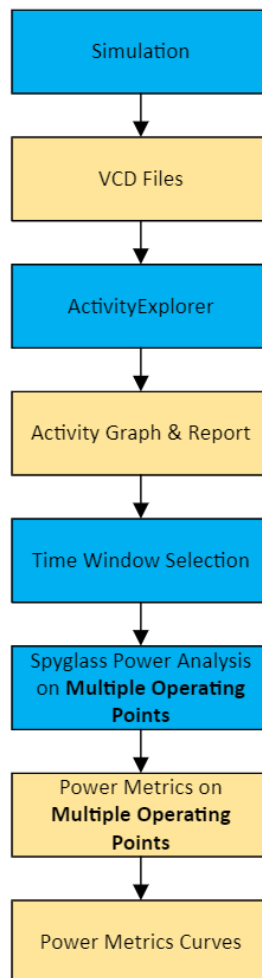 Simulation
VCD Files
ActivityExplorer
Activity Graph & Report
Time Window Selection
Spyglass Power Analysis
on Multiple Operating
Points
Power Metrics on
Multiple Operating
Points
Power Metrics Curves